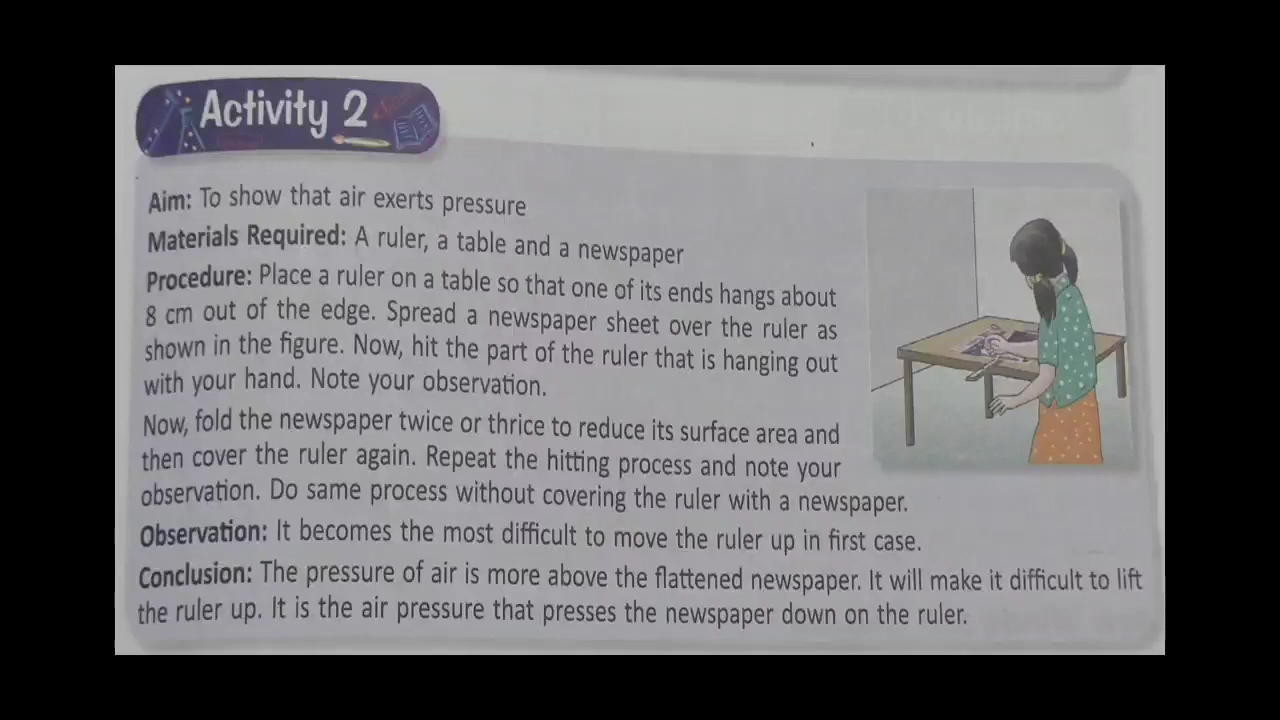 Activity 2
Aim: To show that air exerts pressure
Materials Required: A ruler, a table and a newspaper
Procedure: Place a ruler on a table so that one of its ends hangs about
8 cm out of the edge. Spread a newspaper sheet over the ruler as
shown in the figure. Now, hit the part of the ruler that is hanging out
with your hand. Note your observation.
Now, fold the newspaper twice or thrice to reduce its surface area and
then cover the ruler again. Repeat the hitting process and note your
observation. Do same process without covering the ruler with a newspaper.
Observation: It becomes the most difficult to move the ruler up in first case.
Conclusion: The pressure of air is more above the flattened newspaper. It will make it difficult to lift
the ruler up. It is the air pressure that presses the newspaper down on the ruler.